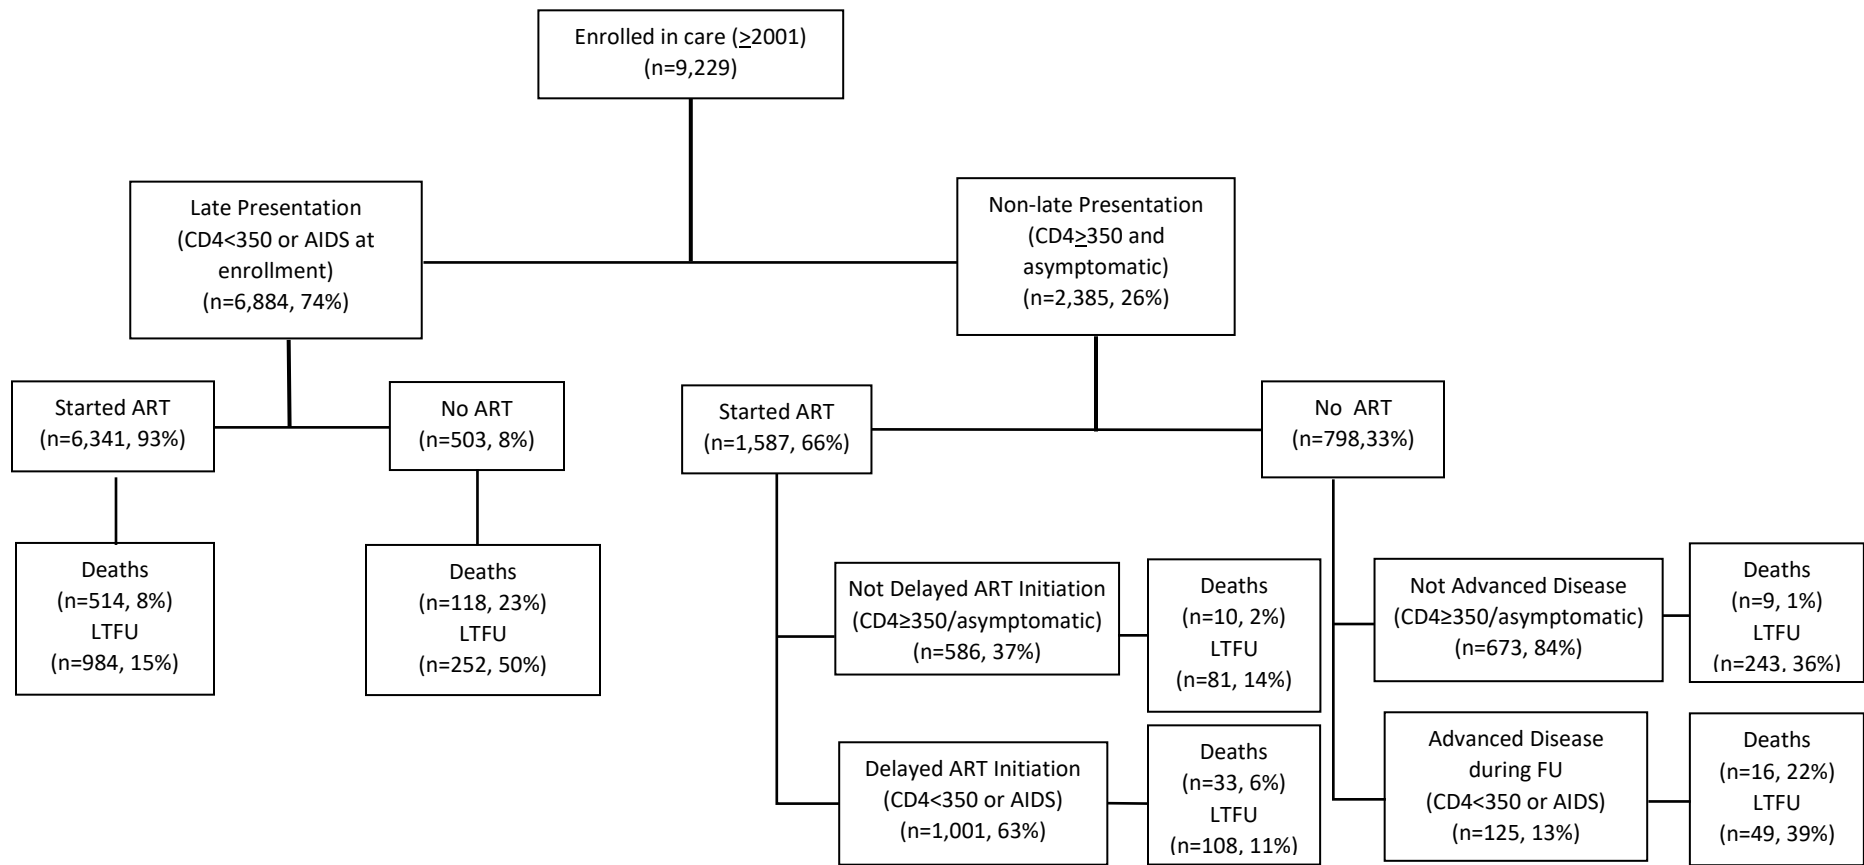 Enrolled in care (≥2001)
(n=9,229)
Late Presentation
(CD4<350 or AIDS at
enrollment)
(n=6,884, 74%)
Non-late Presentation
(CD4≥350 and
asymptomatic)
(n=2,385, 26%)
Started ART
(n=6,341, 93%)
No ART
(n=503, 8%)
Started ART
(n=1,587, 66%)
No ART
(n=798,33%)
Deaths
(n=514, 8%)
LTFU
(n=984, 15%)
Deaths
(n=118, 23%)
LTFU
(n=252, 50%)
Not Delayed ART Initiation
(CD4≥350/asymptomatic)
(n=586, 37%)
Deaths
(n=10, 2%)
LTFU
(n=81, 14%)
Not Advanced Disease
(CD4≥350/asymptomatic)
(n=673, 84%)
Deaths
(n=9, 1%)
LTFU
(n=243, 36%)
Delayed ART Initiation
(CD4<350 or AIDS)
(n=1,001, 63%)
Deaths
(n=33, 6%)
LTFU
(n=108, 11%)
Advanced Disease
during FU
(CD4<350 or AIDS)
(n=125, 13%)
Deaths
(n=16, 22%)
LTFU
(n=49, 39%)